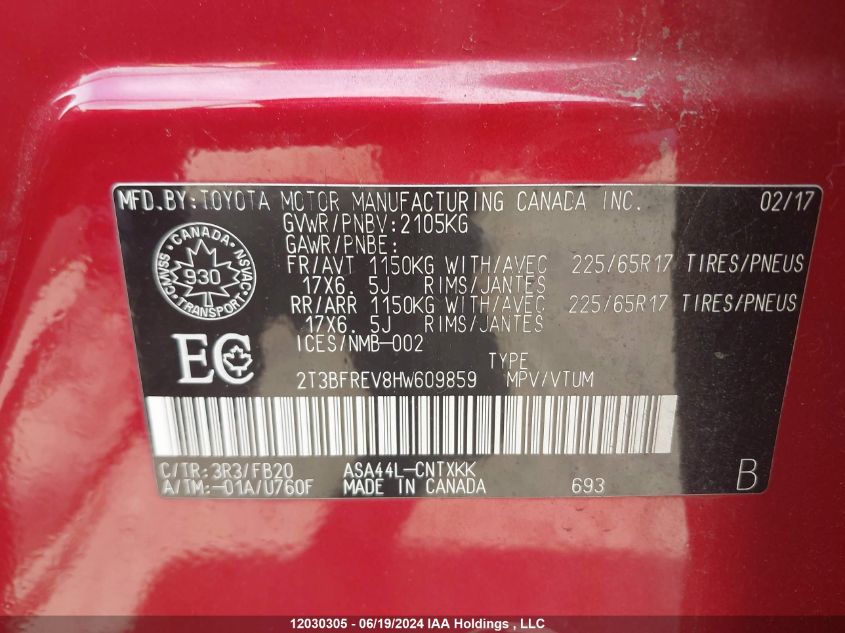 MFD.BY:TOYOTA MOTOR MANUFACTURING CANADA INC. 02/17
GVWR/PNBV:2105KG
GAWR/PNBE:
FR/AVT 1150KG WITH/AVEC 225/65R17 TIRES/PNEUS
17X6.5J RIMS/JANTES
RR/ARR 1150KG WITH/AVEC 225/65R17 TIRES/PNEUS
17X6.5J RIMS/JANTES
ICES/NMB-002
CANADA
CMVSS 930 NSVAC
TRANSPORT
EC
TYPE
2T3BFREV8HW609859 MPV/VTUM
C/TR:3R3/FB20 ASA44L-CNTXKK
A/TM:-01A/U760F MADE IN CANADA 693 B
12030305 - 06/19/2024 IAA Holdings , LLC